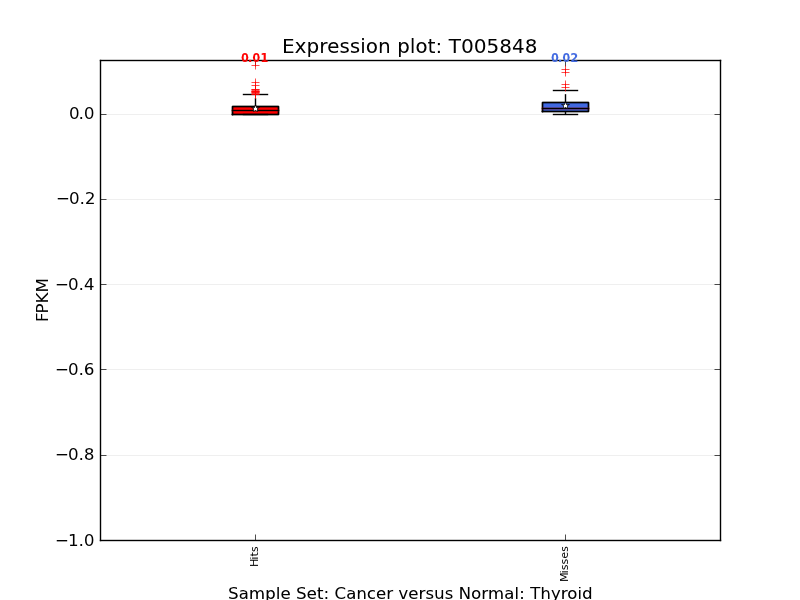 Expression plot: T005848
0.01
0.02
0.0
−0.2
−0.4
−0.6
−0.8
−1.0
FPKM
Hits
Misses
Sample Set: Cancer versus Normal: Thyroid